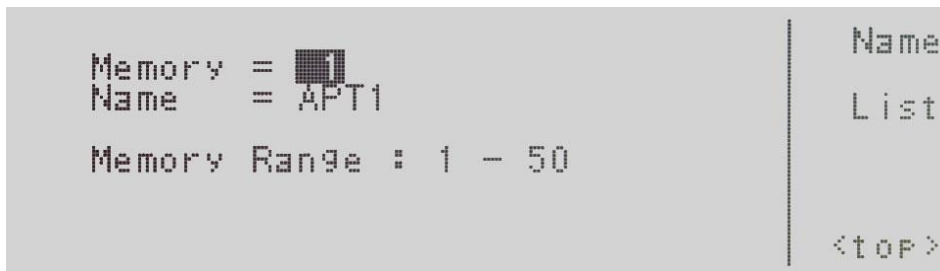 Memory = 1
Name = APT1
Memory Range : 1 - 50
Name
List
<top>